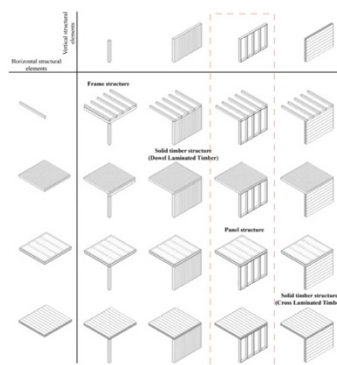 Vertical structural
elements
Horizontal structural
elements
Frame structure
Solid timber structure
(Dowel Laminated Timber)
Panel structure
Solid timber structure
(Cross Laminated Timbe